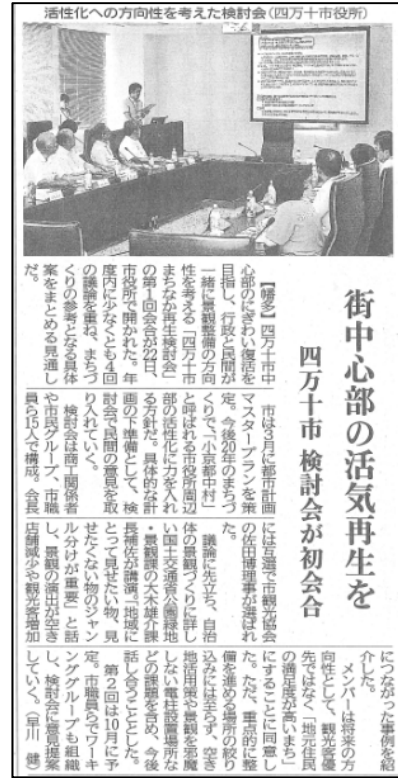 活性化への方向性を考えた検討会(四万十市役所)
街中心部の活気再生を
四万十市 検討会が初会合
【幡多】四万十市中
心部のにぎわい復活を
目指し、行政と民間が
一緒に景観整備の方向
性を考える「四万十市
まちなか再生検討会」
の第1回会合が22日、
市役所で開かれた。年
度内に少なくとも4回
の議論を重ね、まちづ
くりの参考となる具体
案をまとめる見通し
だ。
市は3月に都市計画
マスタープランを策
定。今後20年のまちづ
くりで、「小京都中村」
と呼ばれる市役所周辺
部の活性化に力を入れ
る方針だ。具体的な計
画の下準備として、検
討会で民間の意見を取
り入れていく。
検討会は商工関係者
や市民グループ、市職
員ら15人で構成。会長
には互選で市観光協会
の佐田博理事が選ばれ
た。
議論に先立ち、自治
体の景観づくりに詳し
い国土交通省公園緑地
・景観課の大水雄介課
長補佐が講演。「地域に
とって見せたい物、見
せたくない物のジャン
ル分けが重要」と話
し、景観の演出が空き
店舗減少や観光客増加
につながった事例を紹
介した。
メンバーは将来の方
向性として、観光客優
先ではなく「地元住民
の満足度が高いまち」
にすることに同意し
た。ただ、重点的に整
備を進める場所の絞り
込みには至らず、空き
地活用策や景観を邪魔
しない電柱設置場所な
どの課題を含め、今後
話し合うこととした。
第2回は10月に予
定。市職員らでワーキ
ンググループも組織
し、検討会に意見提案
していく。(早川 健)